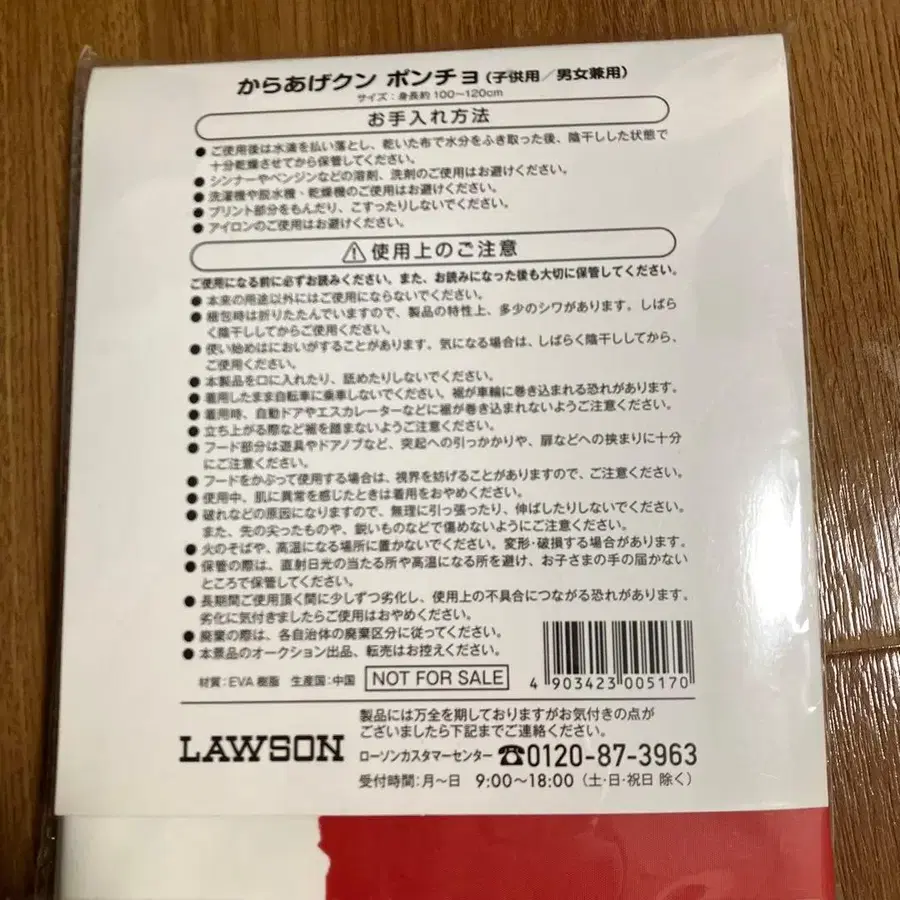 からあげクン ポンチョ(子供用/男女兼用)
サイズ:身長約100〜120cm
お手入れ方法
● ご使用後は水滴を払い落とし、乾いた布で水分をふき取った後、陰干しした状態で
十分乾燥させてから保管してください。
● シンナーやベンジンなどの溶剤、洗剤のご使用はお避けください。
● 洗濯機や脱水機・乾燥機のご使用はお避けください。
● プリント部分をもんだり、こすったりしないでください。
● アイロンのご使用はお避けください。
⚠使用上のご注意
ご使用になる前に必ずお読みください。また、お読みになった後も大切に保管してください。
● 本来の用途以外にはご使用にならないでください。
● 梱包時は折りたたんでいますので、製品の特性上、多少のシワがあります。しばら
く陰干ししてからご使用ください。
● 使い始めはにおいがすることがあります。気になる場合は、しばらく陰干ししてから、
ご使用ください。
● 本製品を口に入れたり、舐めたりしないでください。
● 着用したまま自転車に乗車しないでください。裾が車輪に巻き込まれる恐れがあります。
● 着用時、自動ドアやエスカレーターなどに裾が巻き込まれないようご注意ください。
● 立ち上がる際など裾を踏まないようご注意ください。
● フード部分は遊具やドアノブなど、突起への引っかかりや、扉などへの挟まりに十分
にご注意ください。
● フードをかぶって使用する場合は、視界を妨げることがありますので、ご注意ください。
● 使用中、肌に異常を感じたときは着用をおやめください。
● 破れなどの原因になりますので、無理に引っ張ったり、伸ばしたりしないでください。
また、先の尖ったものや、鋭いものなどで傷めないようにご注意ください。
● 火のそばや、高温になる場所に置かないでください。変形・破損する場合があります。
● 保管の際は、直射日光の当たる所や高温になる所を避け、お子さまの手の届かない
ところで保管してください。
● 長期間ご使用頂く間に少しずつ劣化し、使用上の不具合につながる恐れがあります。
劣化に気付きましたらご使用はおやめください。
● 廃棄の際は、各自治体の廃棄区分に従ってください。
● 本景品のオークション出品、転売はお控えください。
材質:EVA 樹脂 生産国:中国 NOT FOR SALE
4 903423 005170
製品には万全を期しておりますがお気付きの点が
ございましたら下記までご連絡ください。
LAWSON
ローソンカスタマーセンター ☎0120-87-3963
受付時間:月〜日 9:00〜18:00(土・日・祝日 除く)